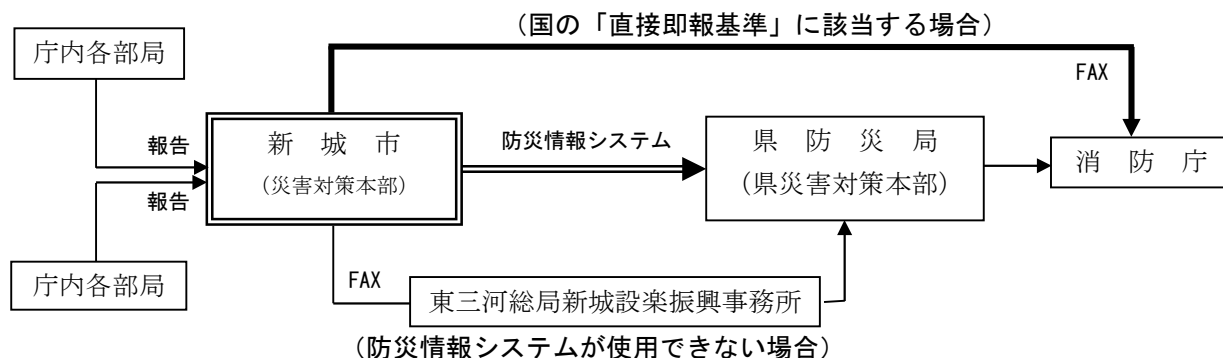 (国の「直接即報基準」に該当する場合)
庁内各部局
FAX
報告
新城市
(災害対策本部)
防災情報システム
県防災局
(県災害対策本部)
消防庁
報告
庁内各部局
FAX
東三河総局新城設楽振興事務所
(防災情報システムが使用できない場合)